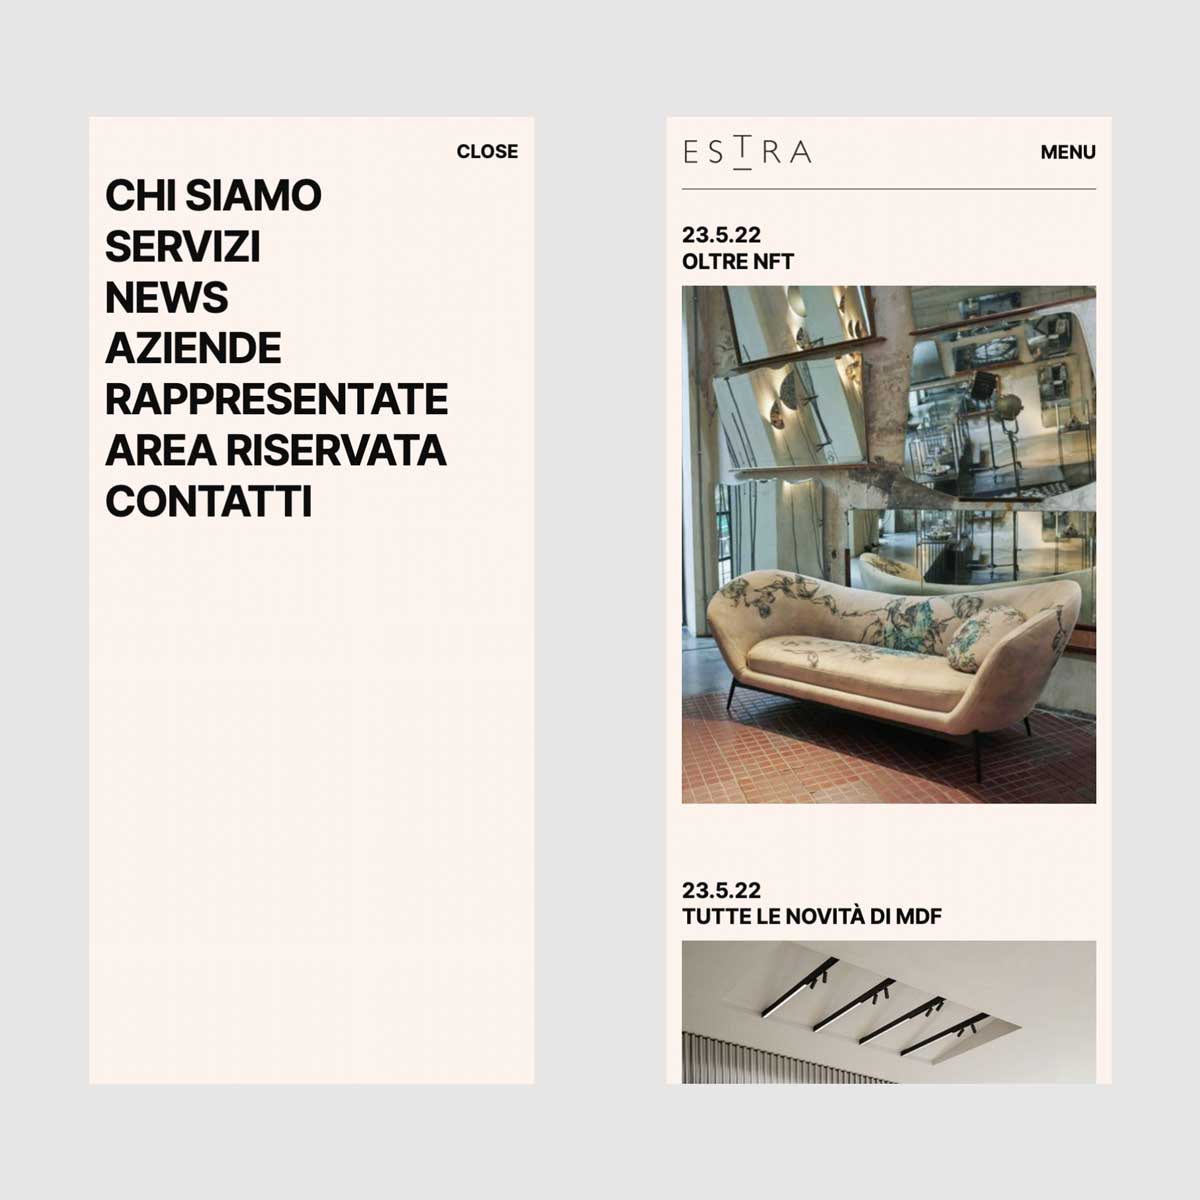 CLOSE
CHI SIAMO
SERVIZI
NEWS
AZIENDE
RAPPRESENTATE
AREA RISERVATA
CONTATTI
ESTRA
MENU
23.5.22
OLTRE NFT
23.5.22
TUTTE LE NOVITÀ DI MDF